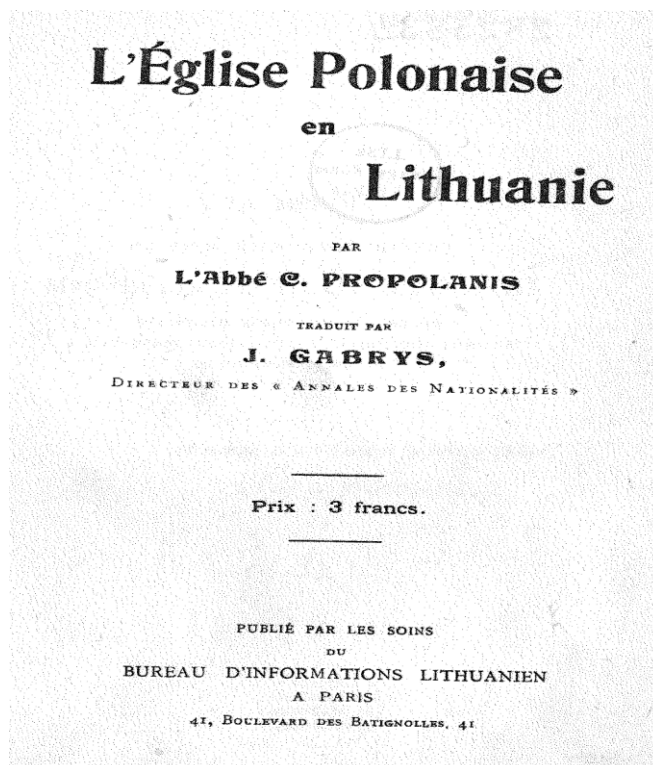 L'Église Polonaise
en
Lithuanie
PAR
L'Abbé C. PROPOLANIS
TRADUIT PAR
J. GABRYS,
DIRECTEUR DES « ANNALES DES NATIONALITÉS »
Prix : 3 francs.
PUBLIÉ PAR LES SOINS
DU
BUREAU D'INFORMATIONS LITHUANIEN
A PARIS
41, BOULEVARD DES BATIGNOLLES, 41